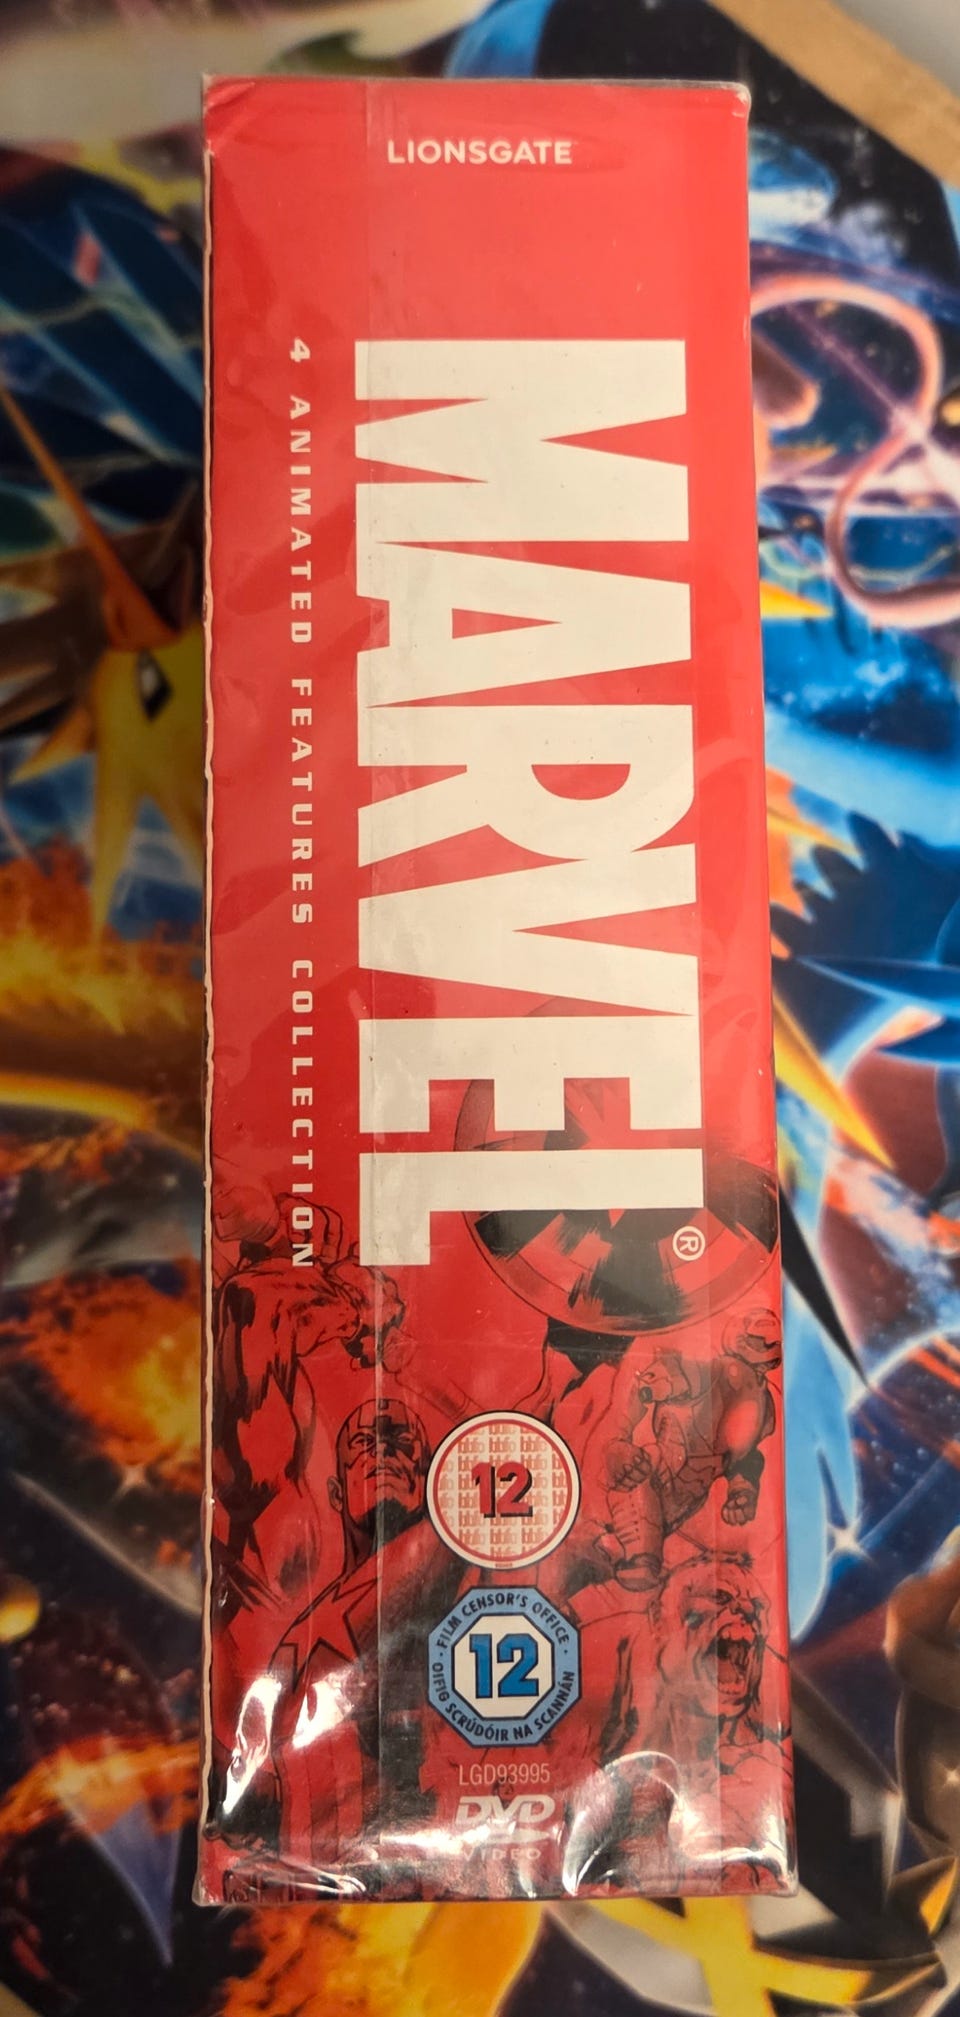 LIONSGATE
MARVEL®
4 ANIMATED FEATURES COLLECTION
12
FILM CENSOR'S OFFICE
12
OIFIG SCRÚDÓIR NA SCANNÁN
LGD93995
DVD
VIDEO